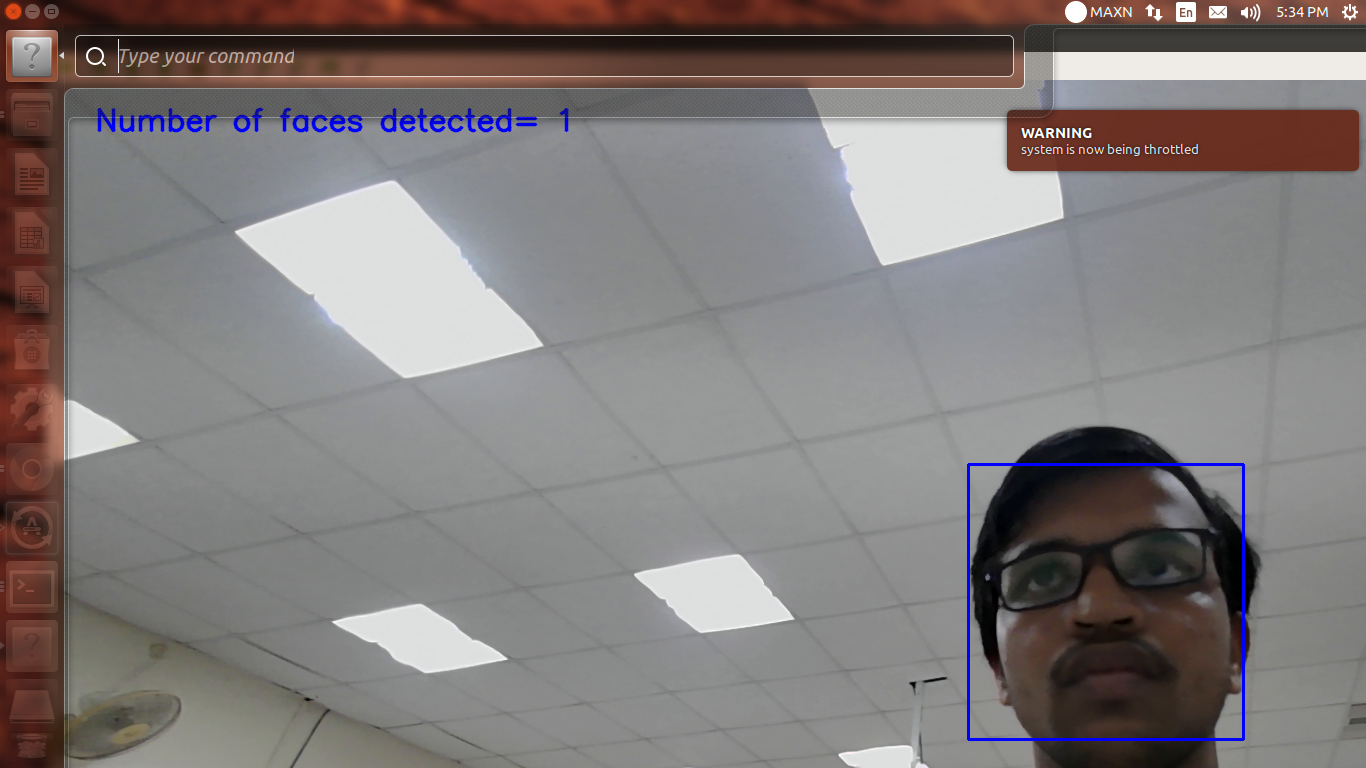 MAXN
En
5:34 PM
Type your command
Number of faces detected= 1
WARNING
system is now being throttled